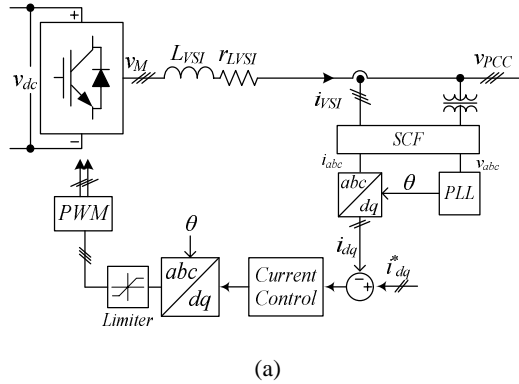 +
v_dc
−
v_M
L_VSI
r_LVSI
i_VSI
v_PCC
SCF
i_abc
v_abc
abc
dq
θ
PLL
PWM
θ
i_dq
abc
dq
Current
Control
−
+
i*_dq
Limiter
(a)